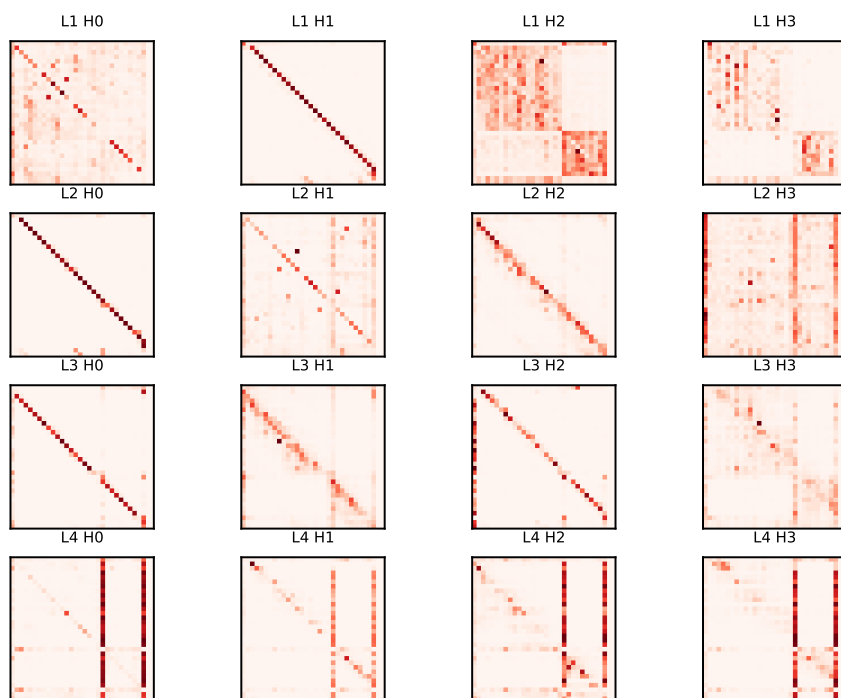 L1 H0 L1 H1 L1 H2 L1 H3
L2 H0 L2 H1 L2 H2 L2 H3
L3 H0 L3 H1 L3 H2 L3 H3
L4 H0 L4 H1 L4 H2 L4 H3